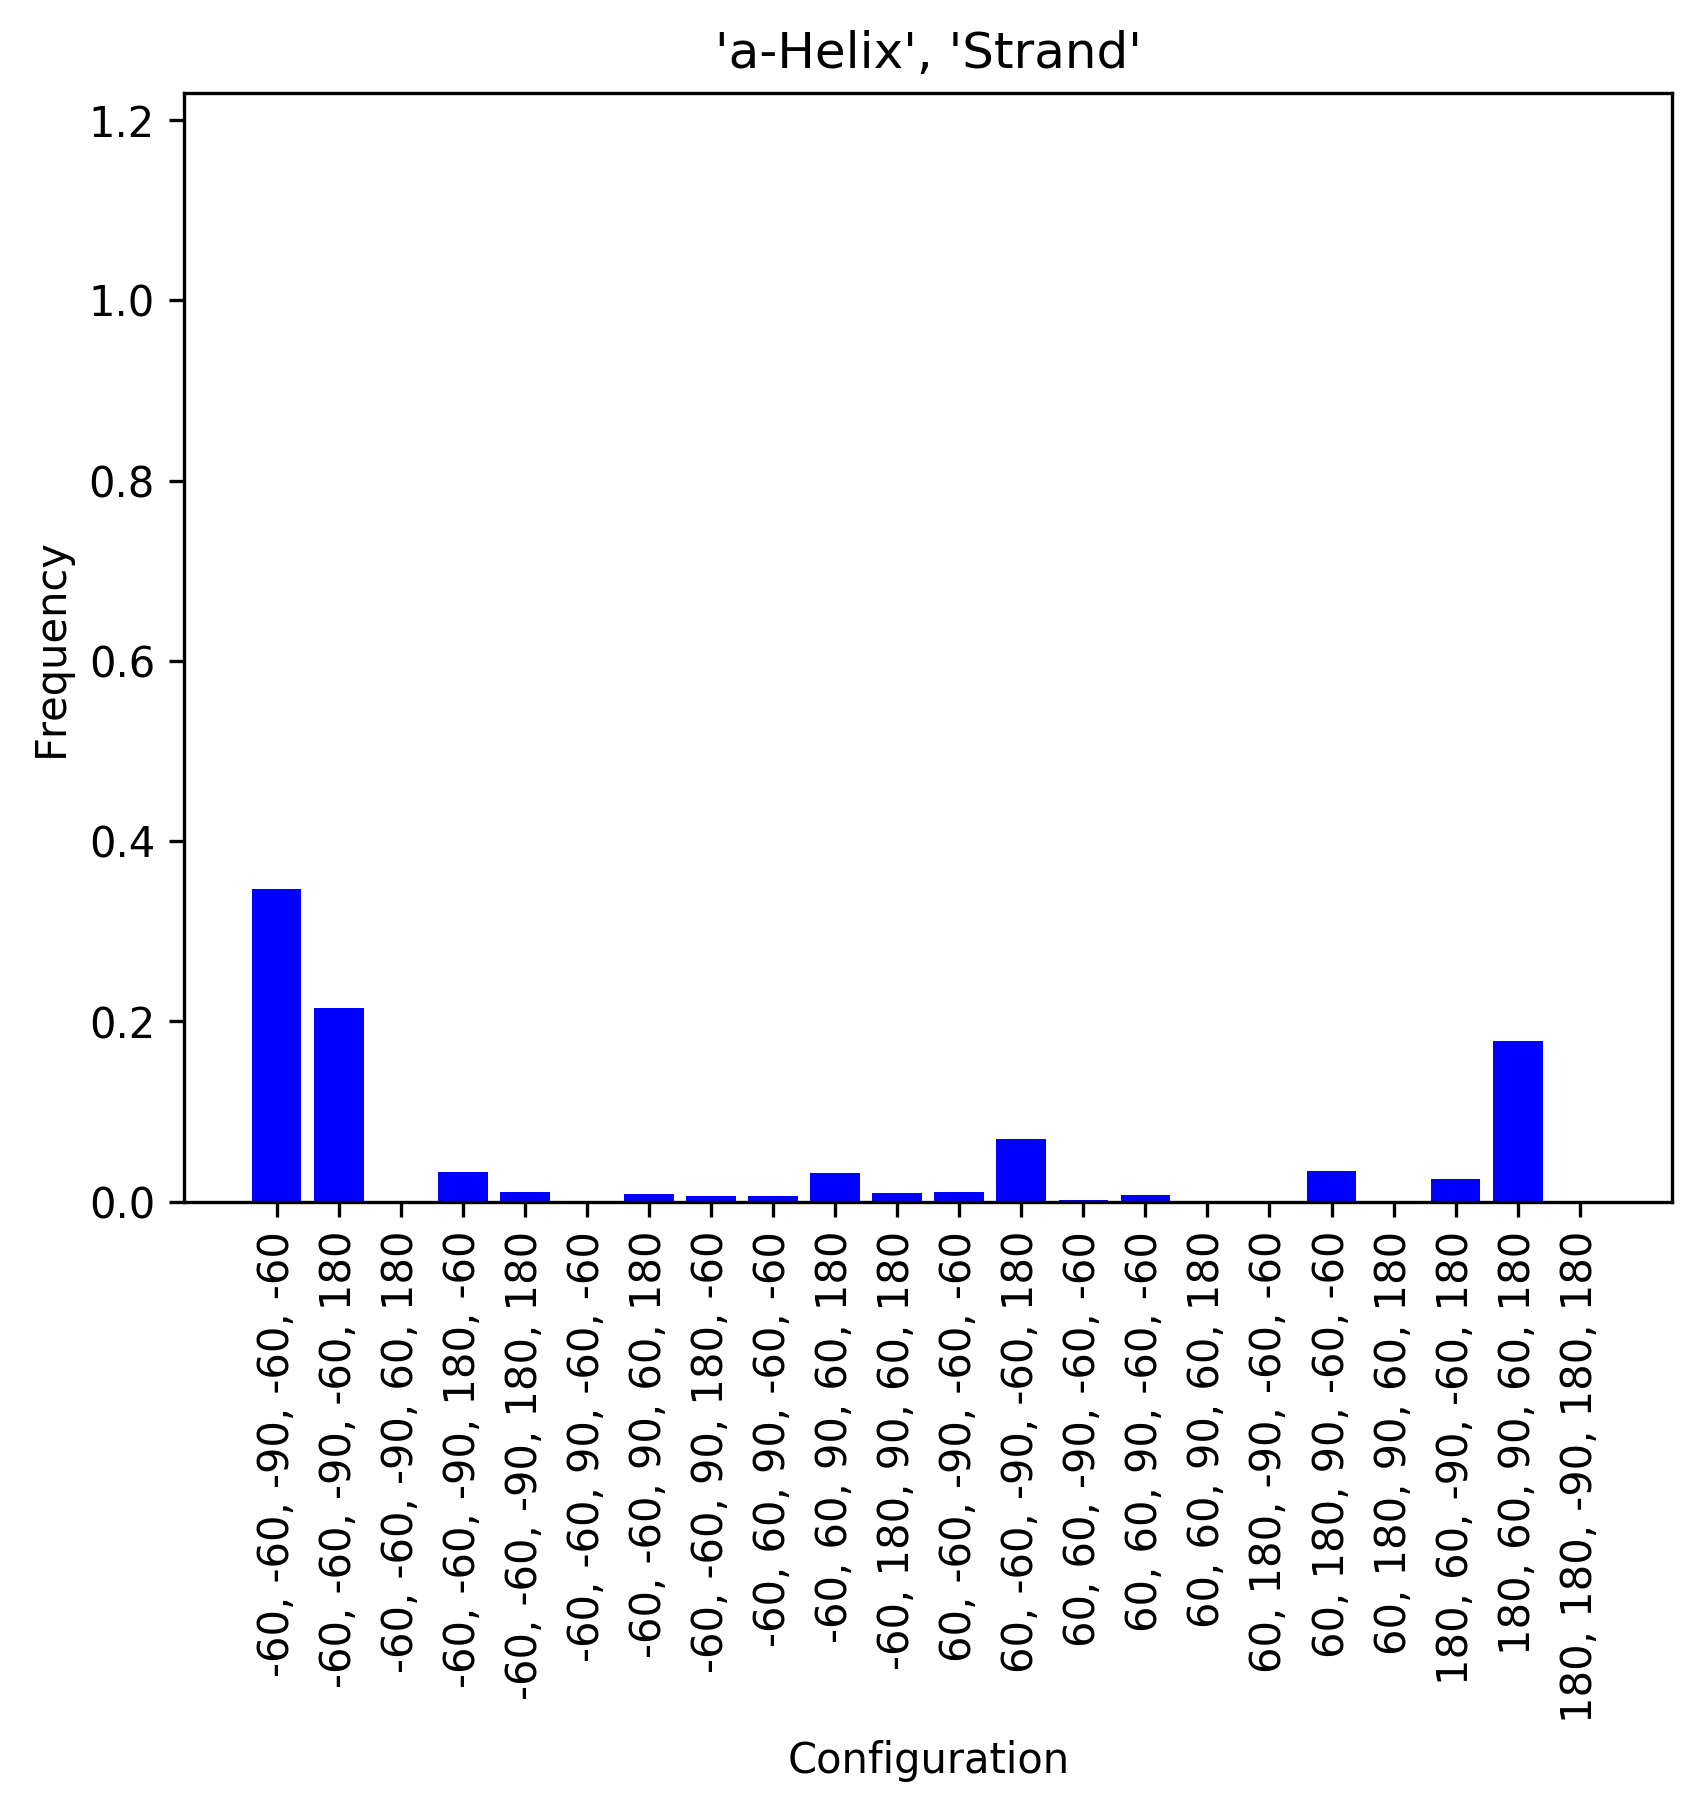 'a-Helix', 'Strand'
1.2
1.0
0.8
0.6
0.4
0.2
0.0
Frequency
-60, -60, -90, -60, -60
-60, -60, -90, -60, 180
-60, -60, -90, 60, 180
-60, -60, -90, 180, -60
-60, -60, -90, 180, 180
-60, -60, 90, -60, -60
-60, -60, 90, 60, 180
-60, -60, 90, 180, -60
-60, 60, 90, -60, -60
-60, 60, 90, 60, 180
-60, 180, 90, 60, 180
60, -60, -90, -60, -60
60, -60, -90, -60, 180
60, 60, -90, -60, -60
60, 60, 90, -60, -60
60, 60, 90, 60, 180
60, 180, -90, -60, -60
60, 180, 90, -60, -60
60, 180, 90, 60, 180
180, 60, -90, -60, 180
180, 60, 90, 60, 180
180, 180, -90, 180, 180
Configuration